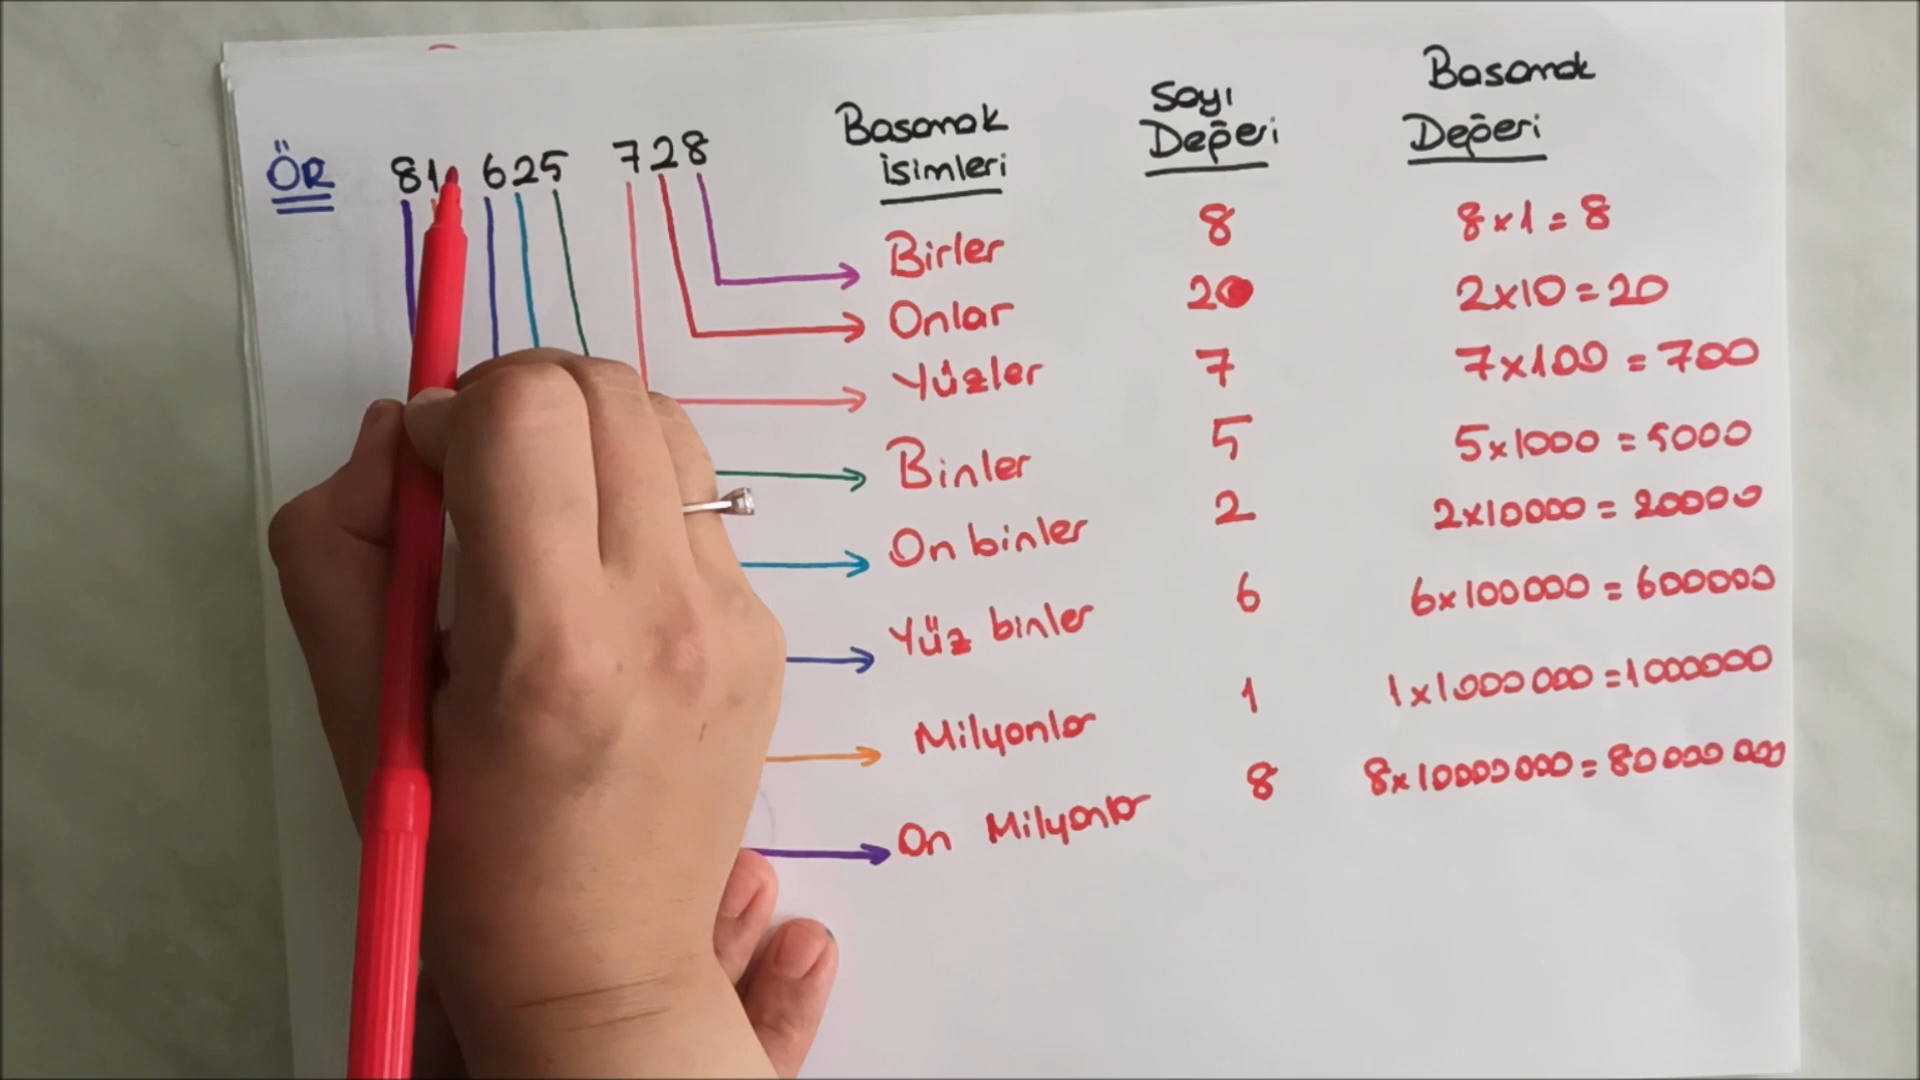 ÖR 81 625 728
Basamak İsimleri
Sayı Değeri
Basamak Değeri
Birler 8 8x1=8
Onlar 20 2x10=20
Yüzler 7 7x100=700
Binler 5 5x1000=5000
On binler 2 2x10000=20000
Yüz binler 6 6x100000=600000
Milyonlar 1 1x1000000=1000000
On Milyonlar 8 8x10000000=80000000